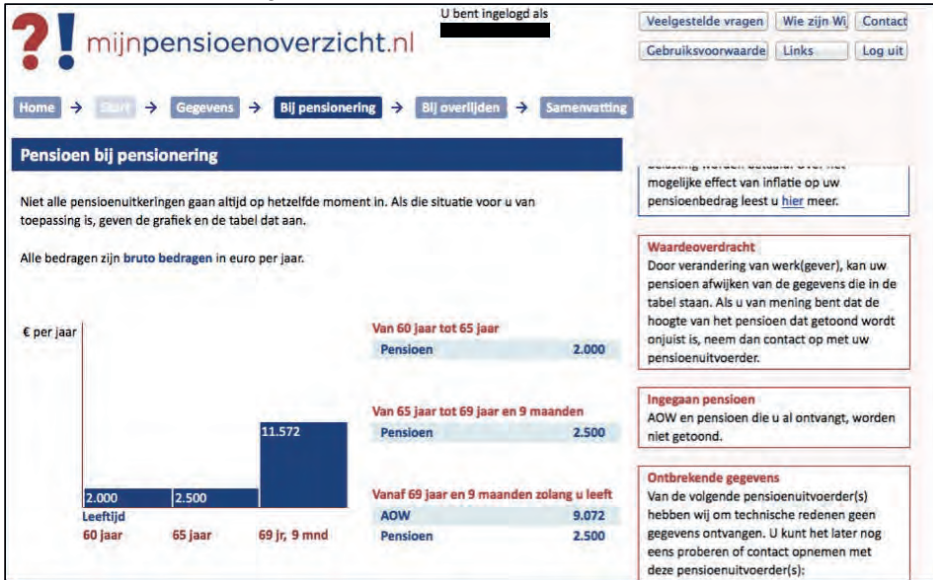 U bent ingelogd als
?! mijnpensioenoverzicht.nl
Veelgestelde vragen
Wie zijn Wij
Contact
Gebruiksvoorwaarde
Links
Log uit
Home → Start → Gegevens → Bij pensionering → Bij overlijden → Samenvatting
Pensioen bij pensionering
Niet alle pensioenuitkeringen gaan altijd op hetzelfde moment in. Als die situatie voor u van
toepassing is, geven de grafiek en de tabel dat aan.
Alle bedragen zijn bruto bedragen in euro per jaar.
€ per jaar
2.000
2.500
11.572
Leeftijd
60 jaar
65 jaar
69 jr, 9 mnd
Van 60 jaar tot 65 jaar
Pensioen 2.000
Van 65 jaar tot 69 jaar en 9 maanden
Pensioen 2.500
Vanaf 69 jaar en 9 maanden zolang u leeft
AOW 9.072
Pensioen 2.500
mogelijke effect van inflatie op uw
pensioenbedrag leest u hier meer.
Waardeoverdracht
Door verandering van werk(gever), kan uw
pensioen afwijken van de gegevens die in de
tabel staan. Als u van mening bent dat de
hoogte van het pensioen dat getoond wordt
onjuist is, neem dan contact op met uw
pensioenuitvoerder.
Ingegaan pensioen
AOW en pensioen die u al ontvangt, worden
niet getoond.
Ontbrekende gegevens
Van de volgende pensioenuitvoerder(s)
hebben wij om technische redenen geen
gegevens ontvangen. U kunt het later nog
eens proberen of contact opnemen met
deze pensioenuitvoerder(s):